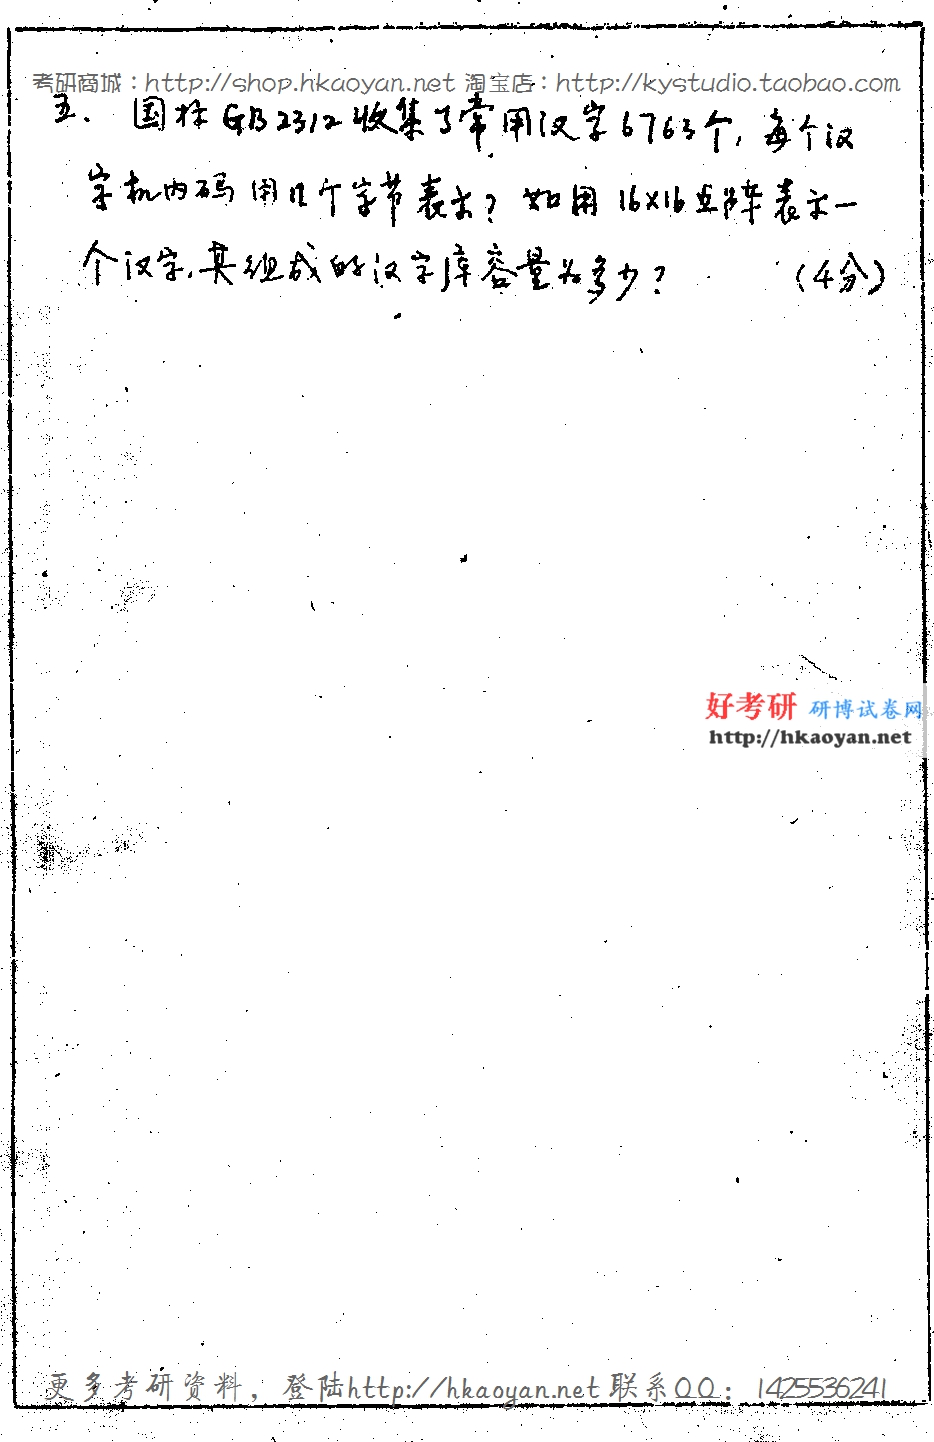 考研商城：http://shop.hkaoyan.net 淘宝店：http://kystudio.taobao.com
五. 国标GB2312收集了常用汉字6763个, 每个汉
字机内码用几个字节表示? 如用16×16点阵表示一
个汉字, 其组成的汉字库容量为多少? (4分)
好考研 研博试卷网
http://hkaoyan.net
更多考研资料，登陆http://hkaoyan.net 联系QQ：1425536241